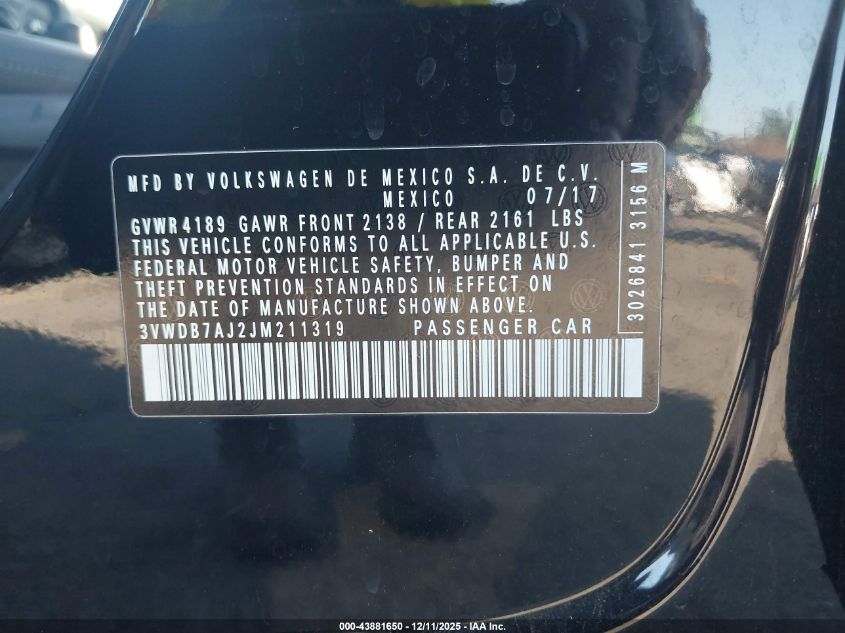 MFD BY VOLKSWAGEN DE MEXICO S.A. DE C.V.
MEXICO 07/17
GVWR 4189 GAWR FRONT 2138 / REAR 2161 LBS
THIS VEHICLE CONFORMS TO ALL APPLICABLE U.S.
FEDERAL MOTOR VEHICLE SAFETY, BUMPER AND
THEFT PREVENTION STANDARDS IN EFFECT ON
THE DATE OF MANUFACTURE SHOWN ABOVE.
3VWDB7AJ2JM211319 PASSENGER CAR
3026841 3156 M
000-43881650 - 12/11/2025 - IAA Inc.